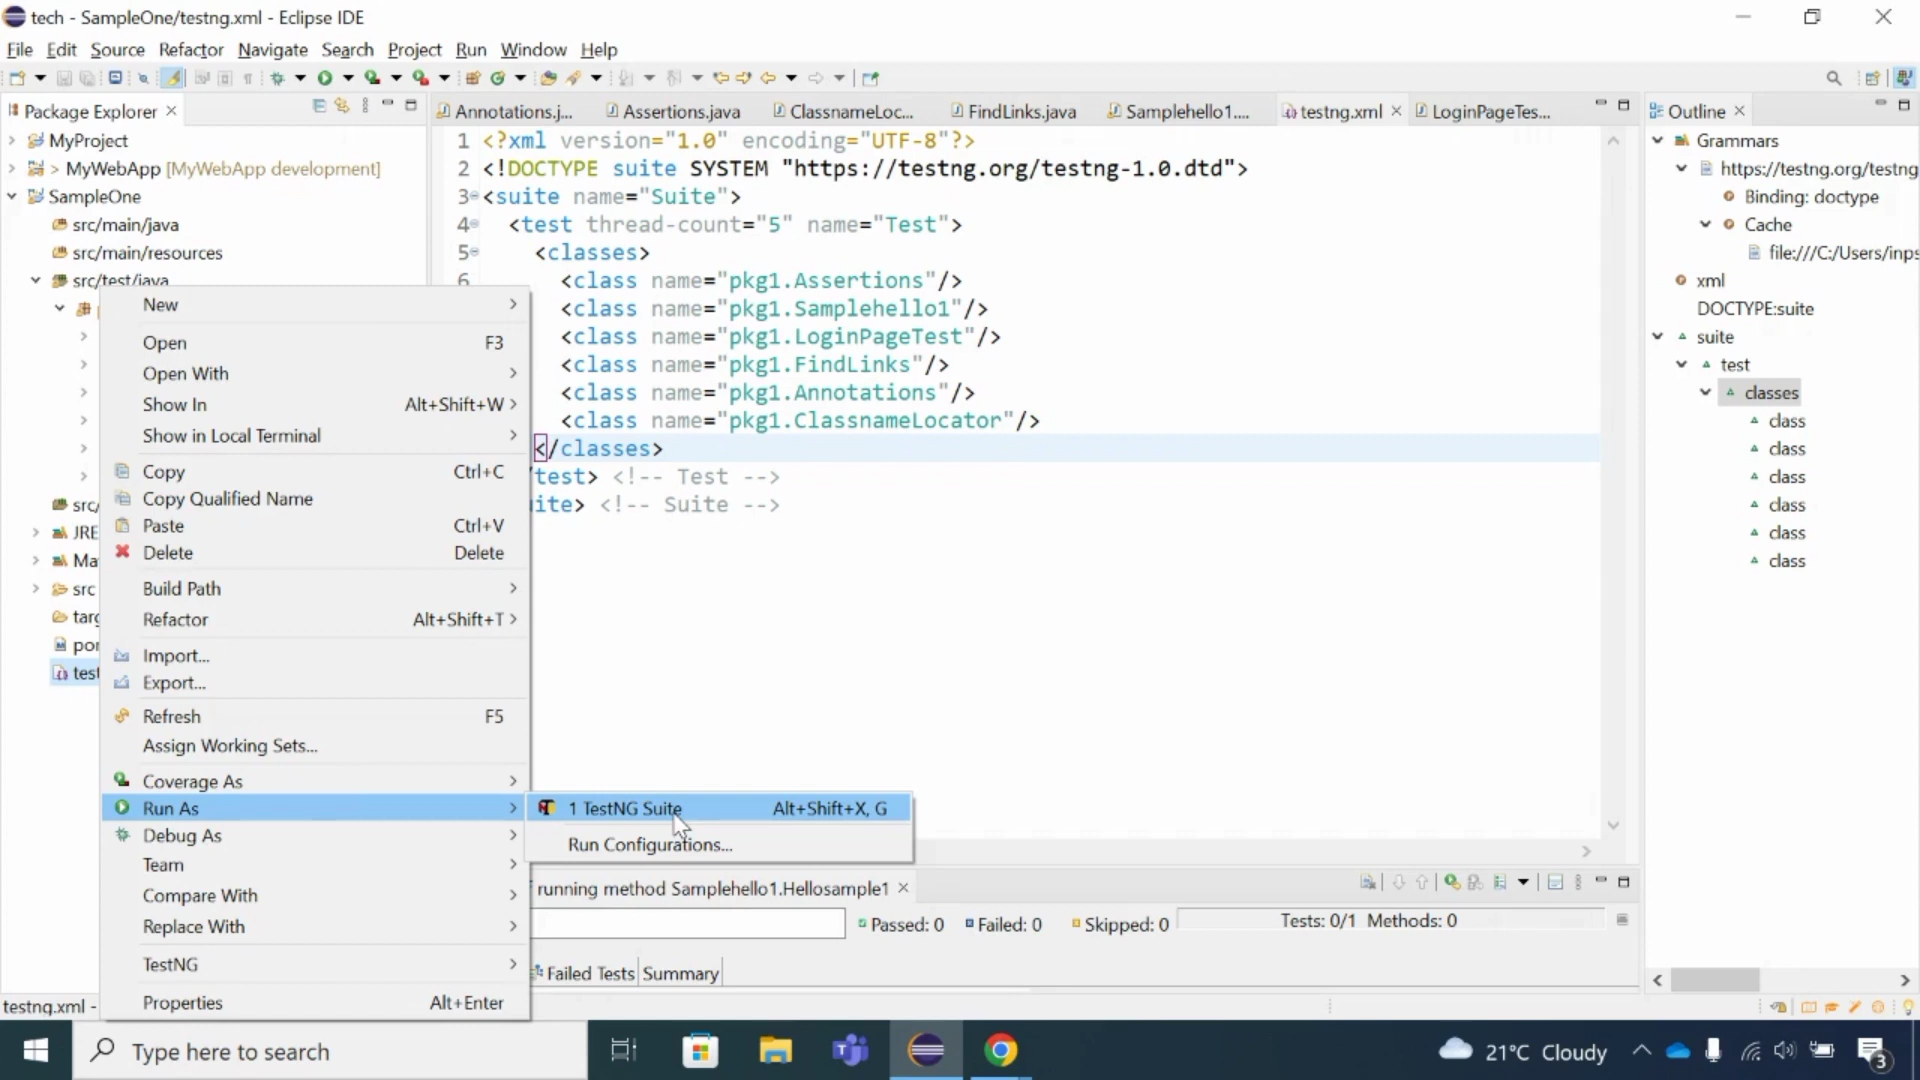 tech - SampleOne/testng.xml - Eclipse IDE
File Edit Source Refactor Navigate Search Project Run Window Help
Package Explorer
Annotations.j... Assertions.java ClassnameLoc... FindLinks.java Samplehello1.... testng.xml LoginPageTes...
Outline
MyProject
> MyWebApp [MyWebApp development]
SampleOne
src/main/java
src/main/resources
src/test/java
src/
JRE
Ma
src
targ
por
test
1 <?xml version="1.0" encoding="UTF-8"?>
2 <!DOCTYPE suite SYSTEM "https://testng.org/testng-1.0.dtd">
3 <suite name="Suite">
4 <test thread-count="5" name="Test">
5 <classes>
6 <class name="pkg1.Assertions"/>
<class name="pkg1.Samplehello1"/>
<class name="pkg1.LoginPageTest"/>
<class name="pkg1.FindLinks"/>
<class name="pkg1.Annotations"/>
<class name="pkg1.ClassnameLocator"/>
</classes>
/test> <!-- Test -->
uite> <!-- Suite -->
New
Open F3
Open With
Show In Alt+Shift+W
Show in Local Terminal
Copy Ctrl+C
Copy Qualified Name
Paste Ctrl+V
Delete Delete
Build Path
Refactor Alt+Shift+T
Import...
Export...
Refresh F5
Assign Working Sets...
Coverage As
Run As
Debug As
Team
Compare With
Replace With
TestNG
Properties Alt+Enter
1 TestNG Suite Alt+Shift+X, G
Run Configurations...
Grammars
https://testng.org/testng
Binding: doctype
Cache
file:///C:/Users/inps
xml
DOCTYPE:suite
suite
test
classes
class
class
class
class
class
class
running method Samplehello1.Hellosample1
Passed: 0 Failed: 0 Skipped: 0 Tests: 0/1 Methods: 0
Failed Tests Summary
testng.xml -
Type here to search
21°C Cloudy
3